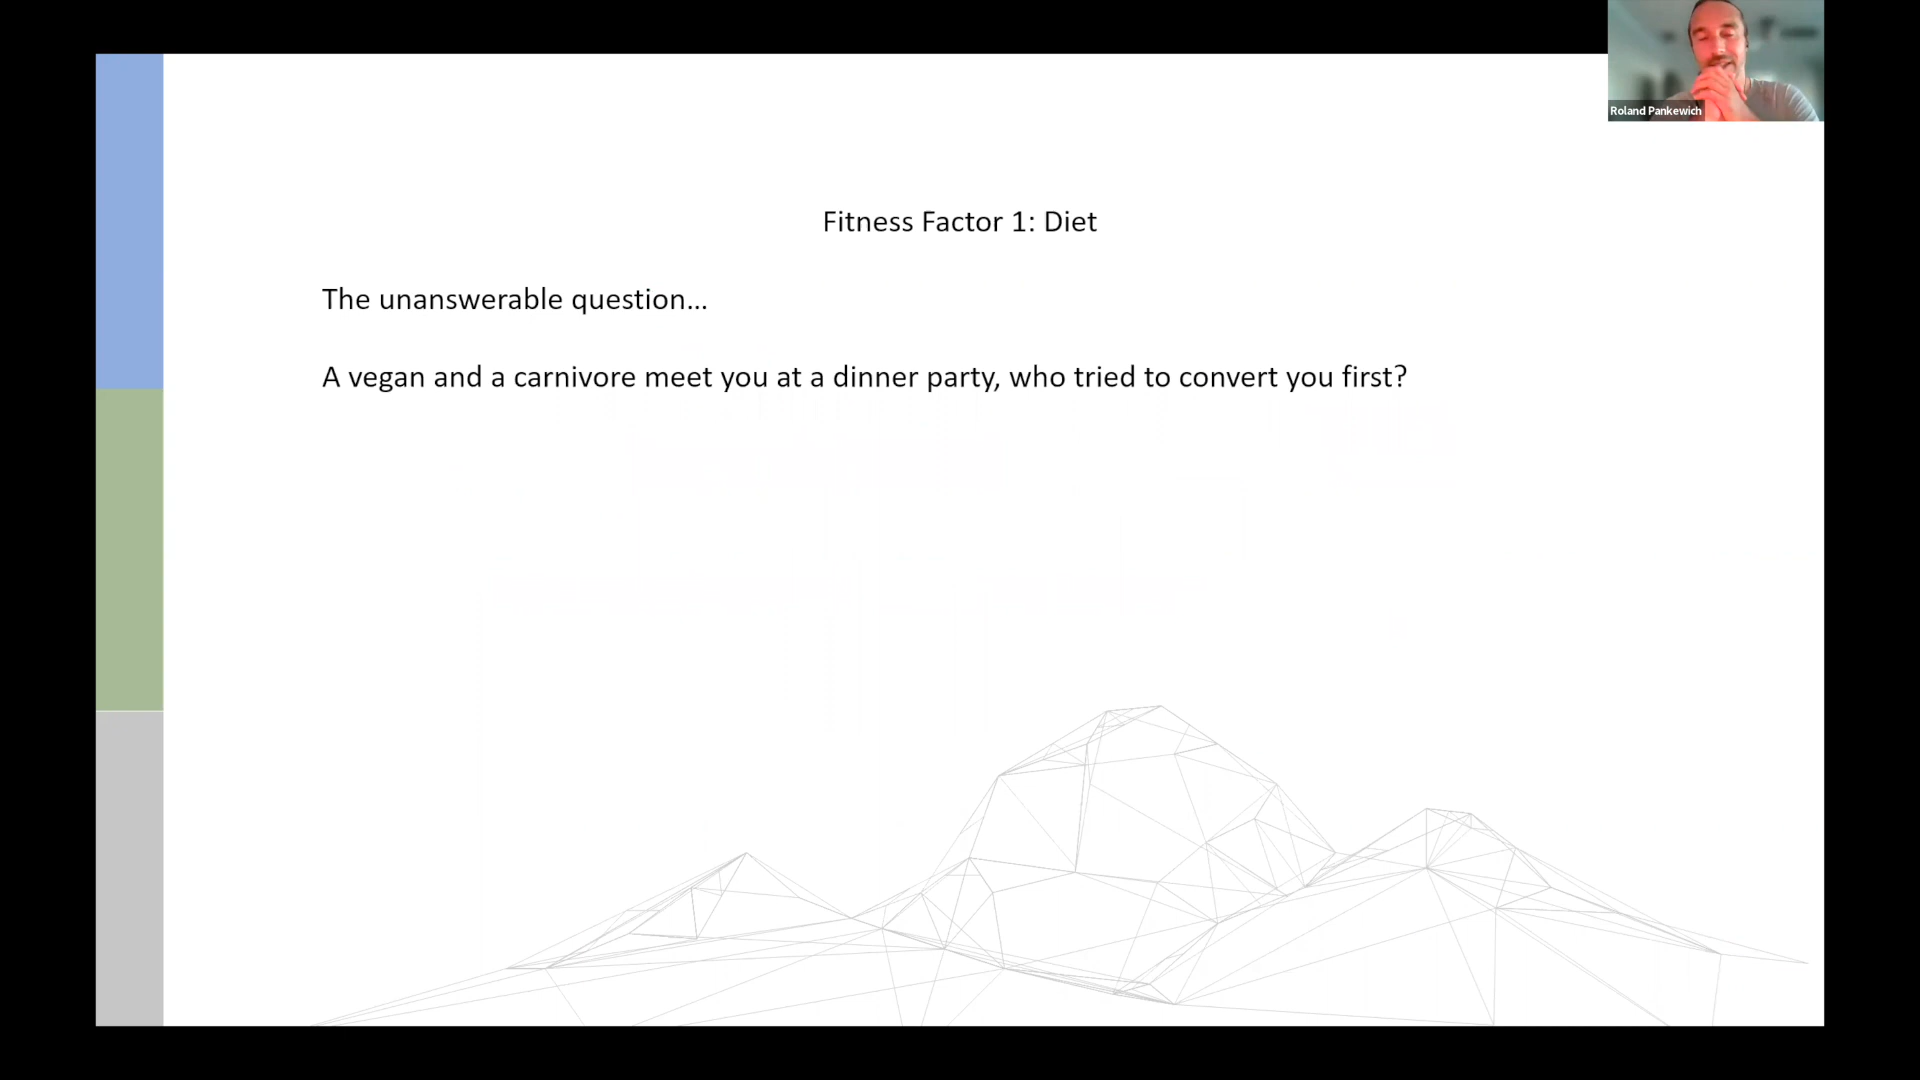 Roland Pankewich
Fitness Factor 1: Diet
The unanswerable question...
A vegan and a carnivore meet you at a dinner party, who tried to convert you first?